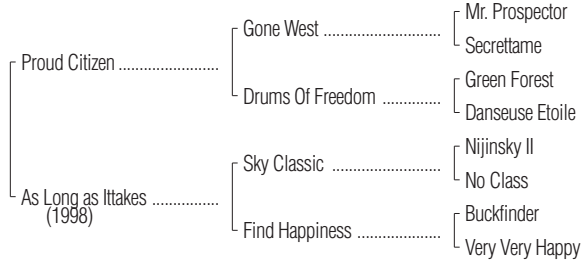 Mr. Prospector
Gone West ........................
Secrettame
Proud Citizen ....................
Green Forest
Drums Of Freedom ............
Danseuse Etoile
Nijinsky II
Sky Classic ......................
No Class
As Long as Ittakes .............
(1998)
Buckfinder
Find Happiness .................
Very Very Happy